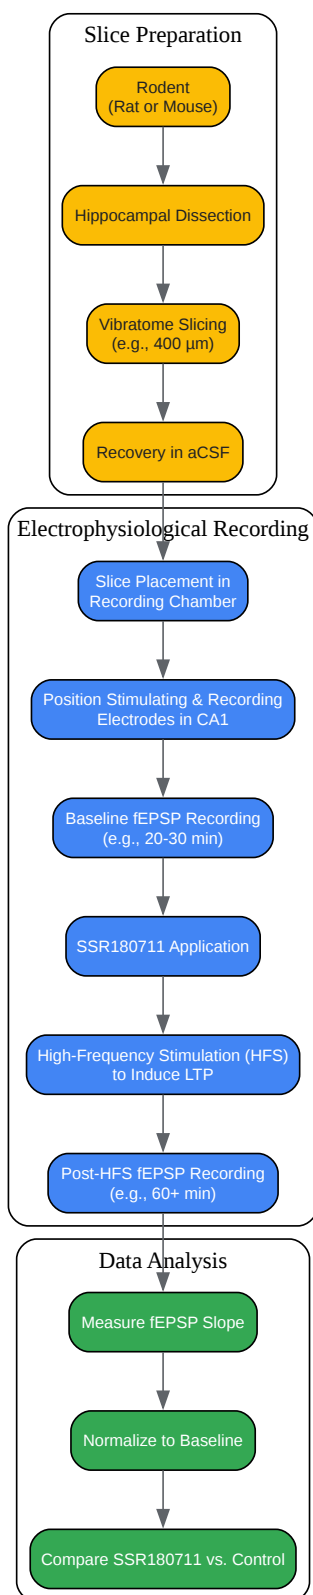 Slice Preparation
Rodent
(Rat or Mouse)
Hippocampal Dissection
Vibratome Slicing
(e.g., 400 µm)
Recovery in aCSF
Electrophysiological Recording
Slice Placement in
Recording Chamber
Position Stimulating & Recording
Electrodes in CA1
Baseline fEPSP Recording
(e.g., 20-30 min)
SSR180711 Application
High-Frequency Stimulation (HFS)
to Induce LTP
Post-HFS fEPSP Recording
(e.g., 60+ min)
Data Analysis
Measure fEPSP Slope
Normalize to Baseline
Compare SSR180711 vs. Control